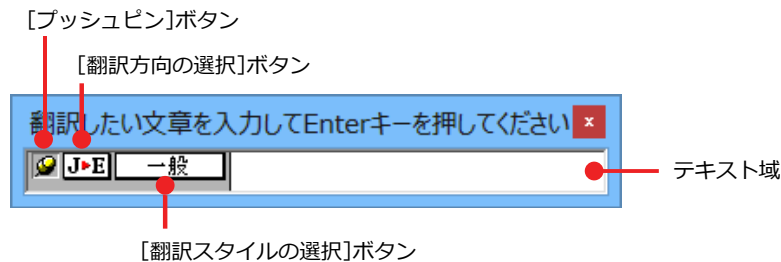 [プッシュピン]ボタン
[翻訳方向の選択]ボタン
翻訳したい文章を入力してEnterキーを押してください x
J▶E 一般
テキスト域
[翻訳スタイルの選択]ボタン